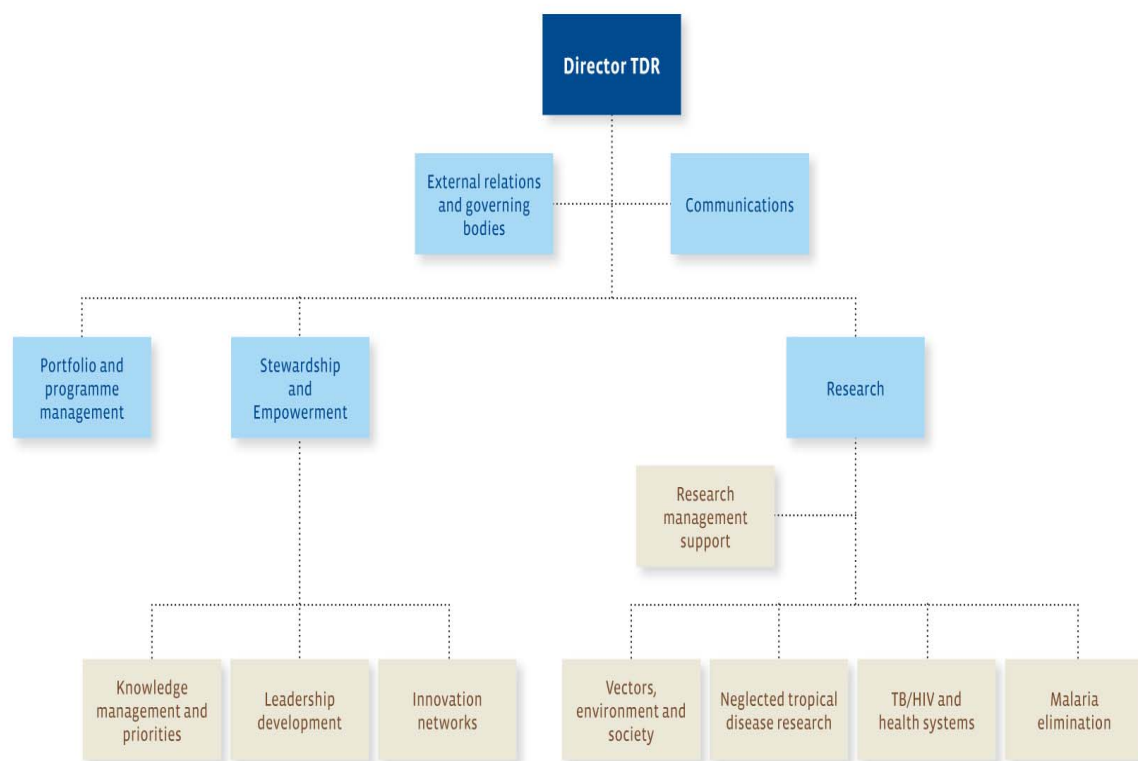 Director TDR
External relations
and governing
bodies
Communications
Portfolio and
programme
management
Stewardship
and
Empowerment
Research
Research
management
support
Knowledge
management and
priorities
Leadership
development
Innovation
networks
Vectors,
environment and
society
Neglected tropical
disease research
TB/HIV and
health systems
Malaria
elimination